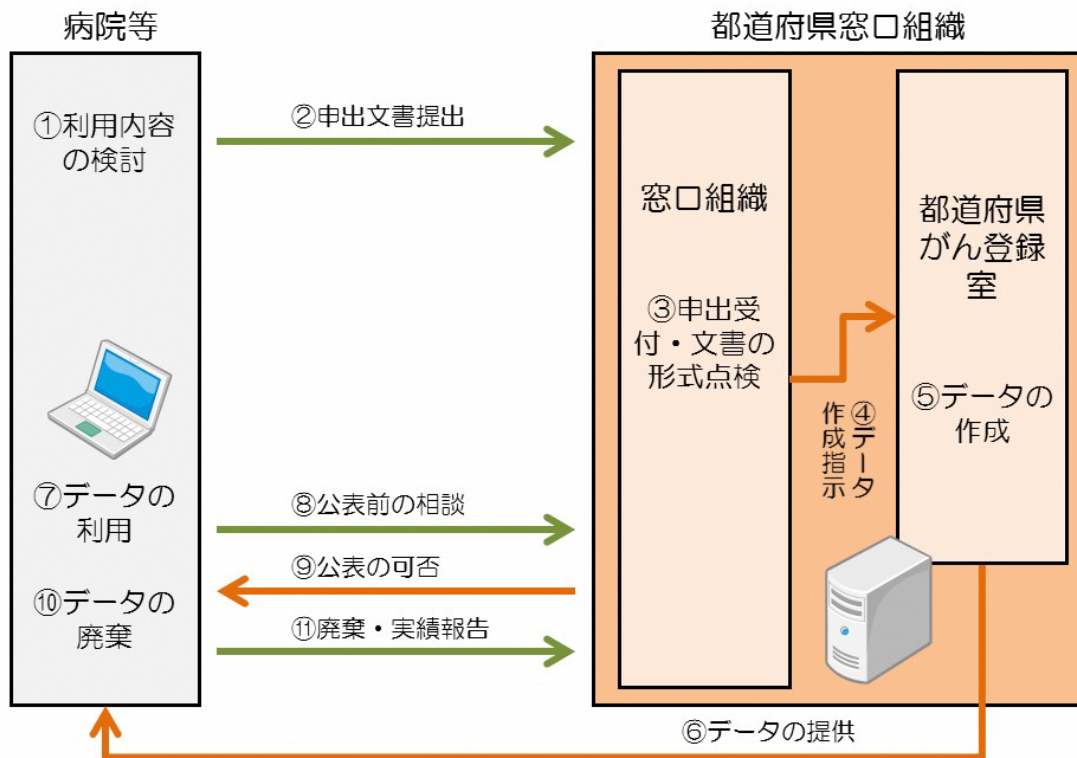 病院等
都道府県窓口組織
①利用内容
の検討
②申出文書提出
窓口組織
都道府県
がん登録
室
③申出受
付・文書の
形式点検
④データ
作成指示
⑤データの
作成
⑦データの
利用
⑧公表前の相談
⑨公表の可否
⑩データの
廃棄
⑪廃棄・実績報告
⑥データの提供